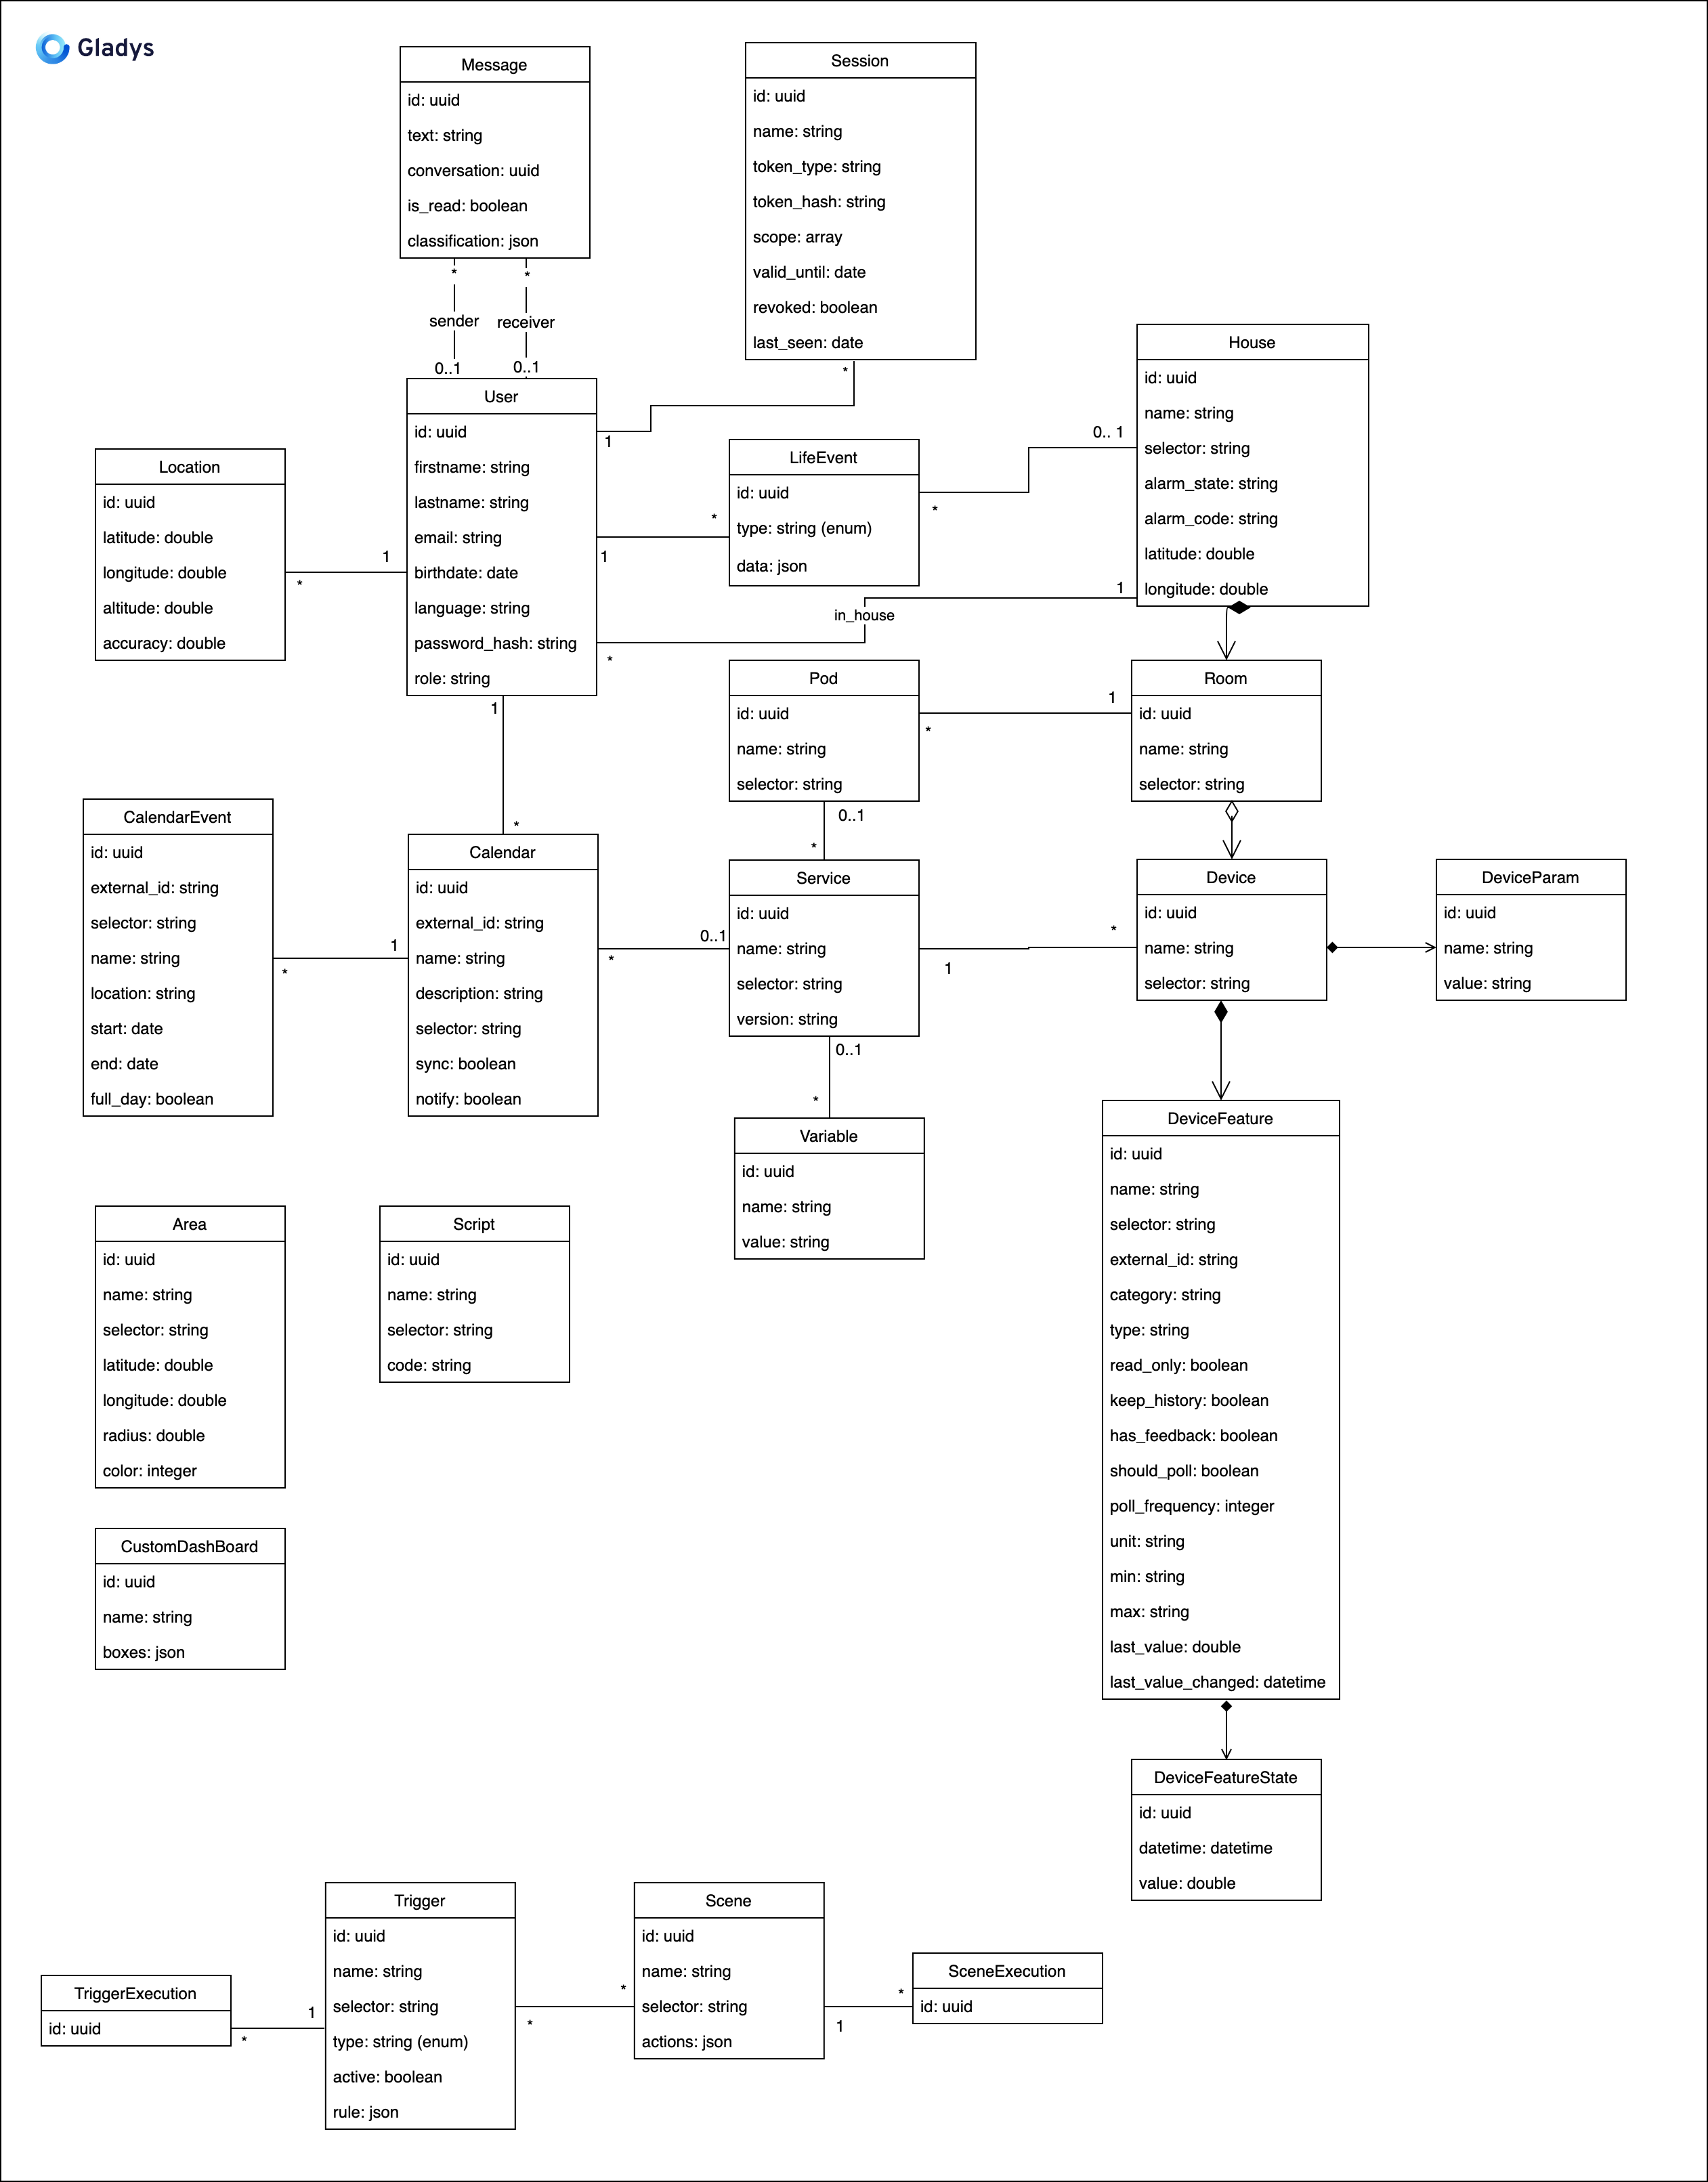 Gladys
Message
id: uuid
text: string
conversation: uuid
is_read: boolean
classification: json
*
*
sender
receiver
0..1
0..1
Session
id: uuid
name: string
token_type: string
token_hash: string
scope: array
valid_until: date
revoked: boolean
last_seen: date
*
1
User
id: uuid
firstname: string
lastname: string
email: string
birthdate: date
language: string
password_hash: string
role: string
Location
id: uuid
latitude: double
longitude: double
altitude: double
accuracy: double
*
1
LifeEvent
id: uuid
type: string (enum)
data: json
*
1
*
0.. 1
House
id: uuid
name: string
selector: string
alarm_state: string
alarm_code: string
latitude: double
longitude: double
1
in_house
*
Pod
id: uuid
name: string
selector: string
*
1
Room
id: uuid
name: string
selector: string
1
*
0..1
*
CalendarEvent
id: uuid
external_id: string
selector: string
name: string
location: string
start: date
end: date
full_day: boolean
*
1
Calendar
id: uuid
external_id: string
name: string
description: string
selector: string
sync: boolean
notify: boolean
*
0..1
Service
id: uuid
name: string
selector: string
version: string
1
*
Device
id: uuid
name: string
selector: string
DeviceParam
id: uuid
name: string
value: string
0..1
*
Variable
id: uuid
name: string
value: string
DeviceFeature
id: uuid
name: string
selector: string
external_id: string
category: string
type: string
read_only: boolean
keep_history: boolean
has_feedback: boolean
should_poll: boolean
poll_frequency: integer
unit: string
min: string
max: string
last_value: double
last_value_changed: datetime
Area
id: uuid
name: string
selector: string
latitude: double
longitude: double
radius: double
color: integer
Script
id: uuid
name: string
selector: string
code: string
CustomDashBoard
id: uuid
name: string
boxes: json
DeviceFeatureState
id: uuid
datetime: datetime
value: double
TriggerExecution
id: uuid
*
1
Trigger
id: uuid
name: string
selector: string
type: string (enum)
active: boolean
rule: json
*
*
Scene
id: uuid
name: string
selector: string
actions: json
1
*
SceneExecution
id: uuid